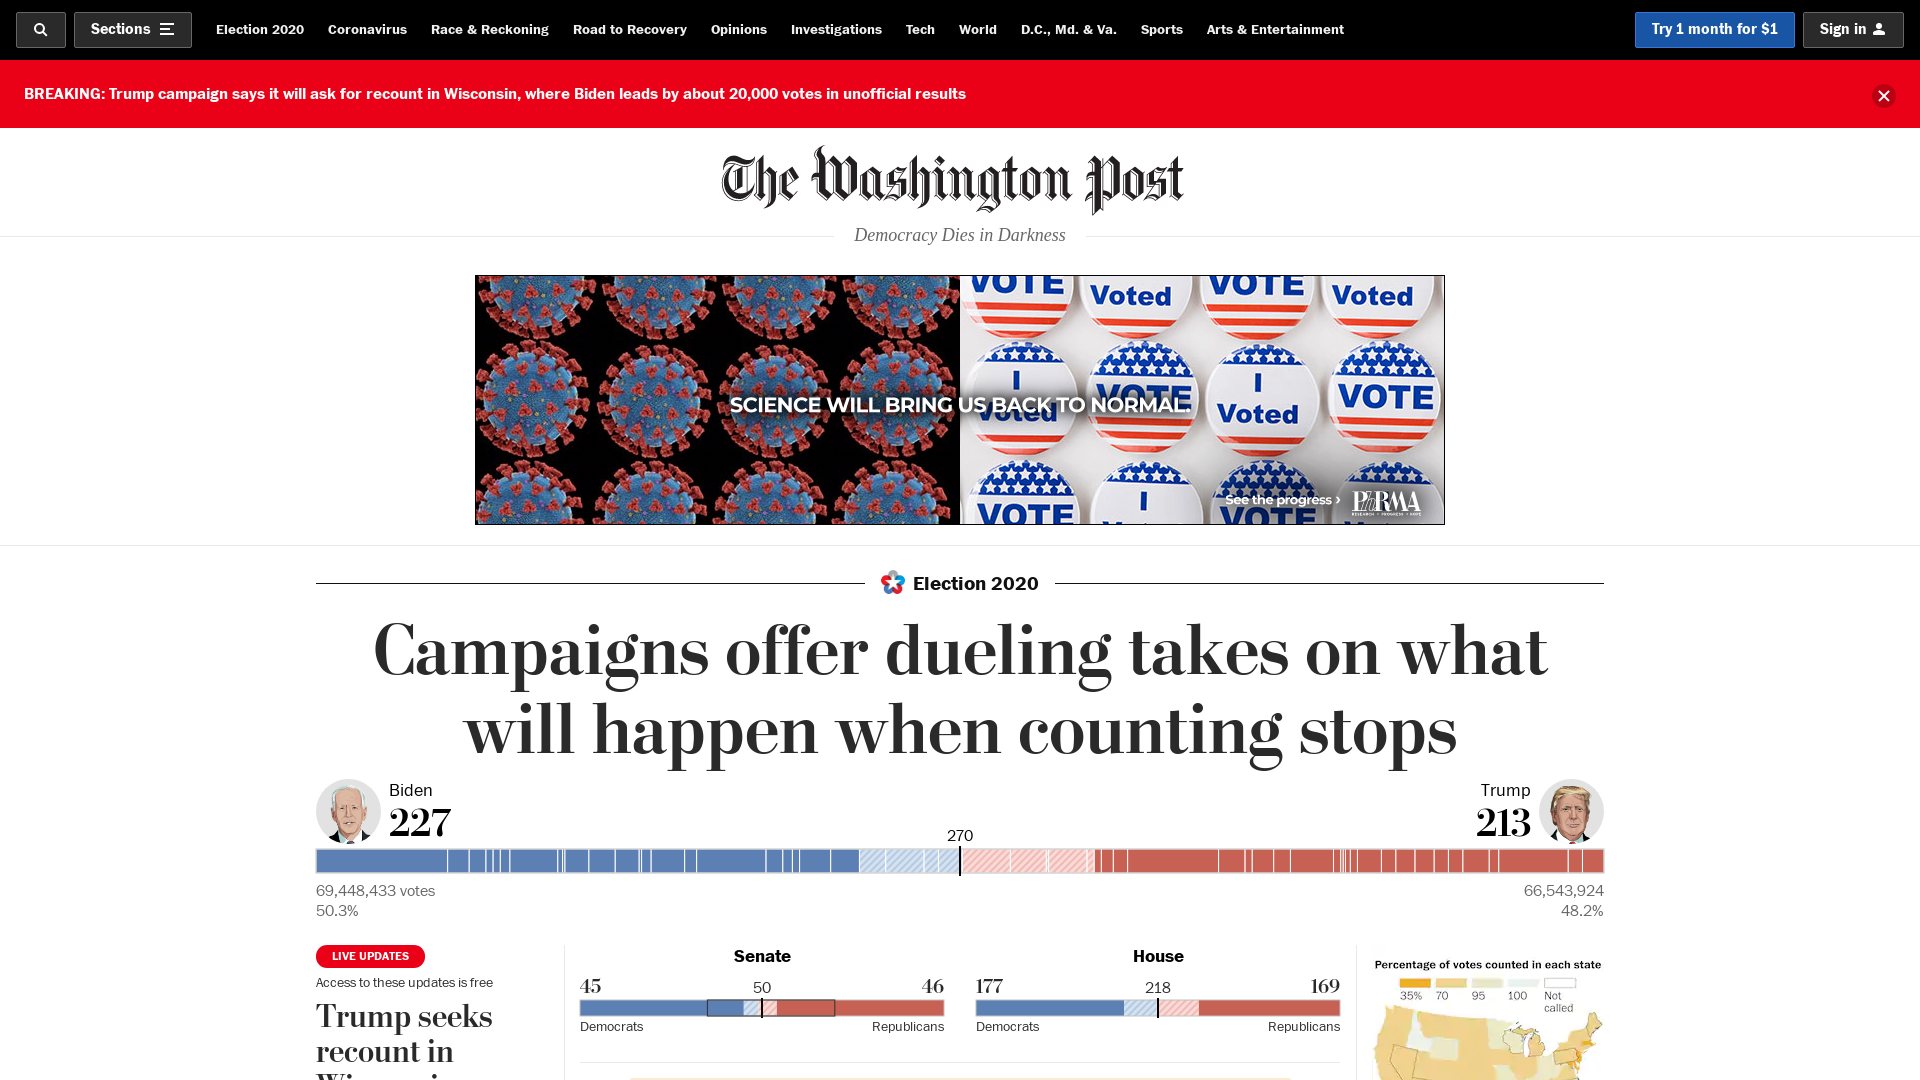 Sections
Election 2020
Coronavirus
Race & Reckoning
Road to Recovery
Opinions
Investigations
Tech
World
D.C., Md. & Va.
Sports
Arts & Entertainment
Try 1 month for $1
Sign in
BREAKING: Trump campaign says it will ask for recount in Wisconsin, where Biden leads by about 20,000 votes in unofficial results
The Washington Post
Democracy Dies in Darkness
VOTE
Voted
VOTE
Voted
I
Voted
VOTE
I
Voted
VOTE
SCIENCE WILL BRING US BACK TO NORMAL.
VOTE
I
VOTE
I
See the progress ›
PhRMA
RESEARCH • PROGRESS • HOPE
Election 2020
Campaigns offer dueling takes on what
will happen when counting stops
Biden
227
Trump
213
270
69,448,433 votes
50.3%
66,543,924
48.2%
LIVE UPDATES
Access to these updates is free
Trump seeks
recount in
Senate
45
50
46
Democrats
Republicans
House
177
218
169
Democrats
Republicans
Percentage of votes counted in each state
35%
70
95
100
Not
called